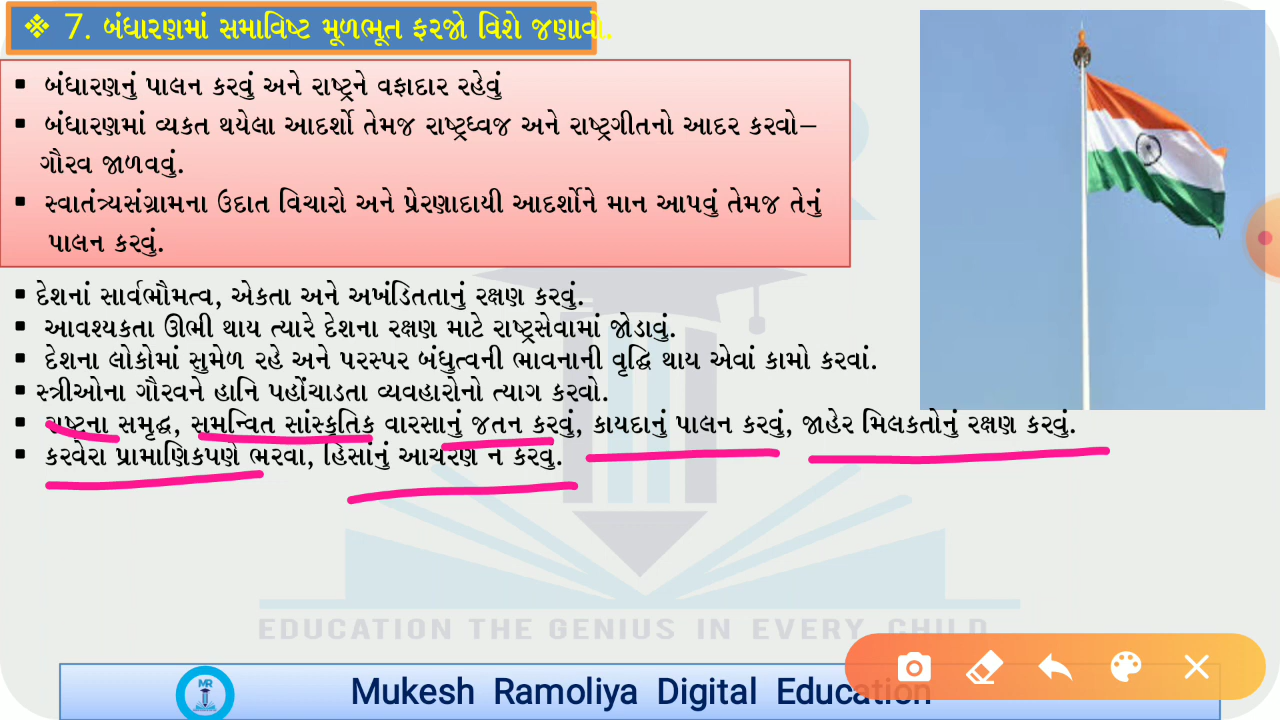 ❖ 7. બંધારણમાં સમાવિષ્ટ મૂળભૂત ફરજો વિશે જણાવો.
▪ બંધારણનું પાલન કરવું અને રાષ્ટ્રને વફાદાર રહેવું
▪ બંધારણમાં વ્યકત થયેલા આદર્શો તેમજ રાષ્ટ્રધ્વજ અને રાષ્ટ્રગીતનો આદર કરવો–
ગૌરવ જાળવવું.
▪ સ્વાતંત્ર્યસંગ્રામના ઉદાત વિચારો અને પ્રેરણાદાયી આદર્શોને માન આપવું તેમજ તેનું
પાલન કરવું.
▪ દેશનાં સાર્વભૌમત્વ, એકતા અને અખંડિતતાનું રક્ષણ કરવું.
▪ આવશ્યકતા ઊભી થાય ત્યારે દેશના રક્ષણ માટે રાષ્ટ્રસેવામાં જોડાવું.
▪ દેશના લોકોમાં સુમેળ રહે અને પરસ્પર બંધુત્વની ભાવનાની વૃદ્ધિ થાય એવાં કામો કરવાં.
▪ સ્ત્રીઓના ગૌરવને હાનિ પહોંચાડતા વ્યવહારોનો ત્યાગ કરવો.
▪ રાષ્ટ્રના સમૃદ્ધ, સમન્વિત સાંસ્કૃતિક વારસાનું જતન કરવું, કાયદાનું પાલન કરવું, જાહેર મિલકતોનું રક્ષણ કરવું.
▪ કરવેરા પ્રામાણિકપણે ભરવા, હિસાંનું આચરણ ન કરવુ.
EDUCATION THE GENIUS IN EVERY CHILD
MR
Mukesh Ramoliya Digital Education